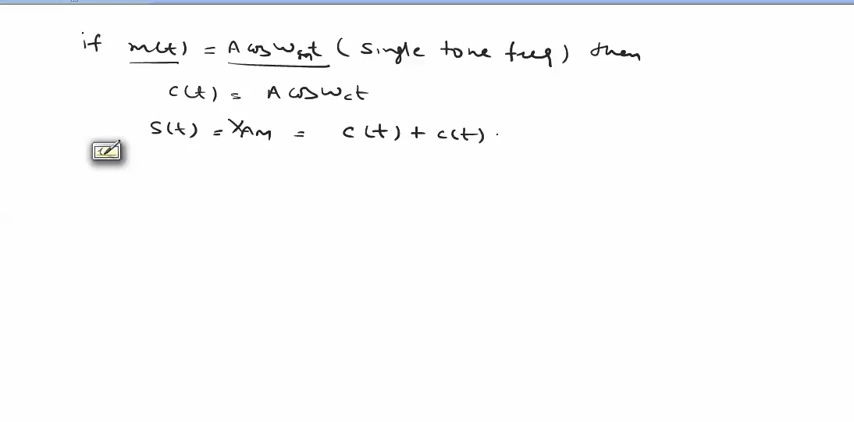 if m(t) = A cos ωmt ( single tone freq ) then
c(t) = A cos ωct
s(t) = XAM = c(t) + c(t) .